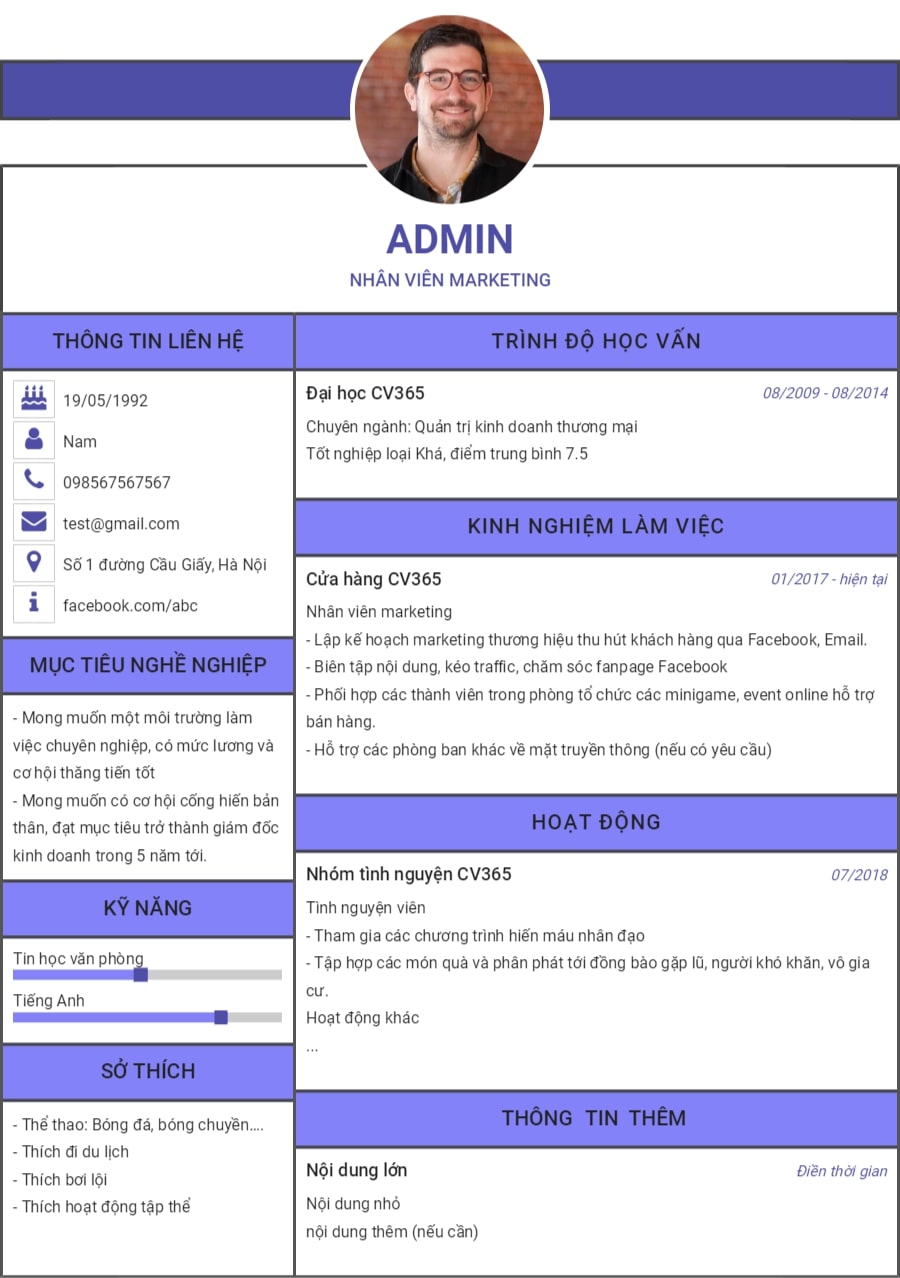 ADMIN
NHÂN VIÊN MARKETING
THÔNG TIN LIÊN HỆ
19/05/1992
Nam
098567567567
test@gmail.com
Số 1 đường Cầu Giấy, Hà Nội
facebook.com/abc
MỤC TIÊU NGHỀ NGHIỆP
- Mong muốn một môi trường làm
việc chuyên nghiệp, có mức lương và
cơ hội thăng tiến tốt
- Mong muốn có cơ hội cống hiến bản
thân, đạt mục tiêu trở thành giám đốc
kinh doanh trong 5 năm tới.
KỸ NĂNG
Tin học văn phòng
Tiếng Anh
SỞ THÍCH
- Thể thao: Bóng đá, bóng chuyền....
- Thích đi du lịch
- Thích bơi lội
- Thích hoạt động tập thể
TRÌNH ĐỘ HỌC VẤN
Đại học CV365 08/2009 - 08/2014
Chuyên ngành: Quản trị kinh doanh thương mại
Tốt nghiệp loại Khá, điểm trung bình 7.5
KINH NGHIỆM LÀM VIỆC
Cửa hàng CV365 01/2017 - hiện tại
Nhân viên marketing
- Lập kế hoạch marketing thương hiệu thu hút khách hàng qua Facebook, Email.
- Biên tập nội dung, kéo traffic, chăm sóc fanpage Facebook
- Phối hợp các thành viên trong phòng tổ chức các minigame, event online hỗ trợ
bán hàng.
- Hỗ trợ các phòng ban khác về mặt truyền thông (nếu có yêu cầu)
HOẠT ĐỘNG
Nhóm tình nguyện CV365 07/2018
Tình nguyện viên
- Tham gia các chương trình hiến máu nhân đạo
- Tập hợp các món quà và phân phát tới đồng bào gặp lũ, người khó khăn, vô gia
cư.
Hoạt động khác
...
THÔNG TIN THÊM
Nội dung lớn Điền thời gian
Nội dung nhỏ
nội dung thêm (nếu cần)